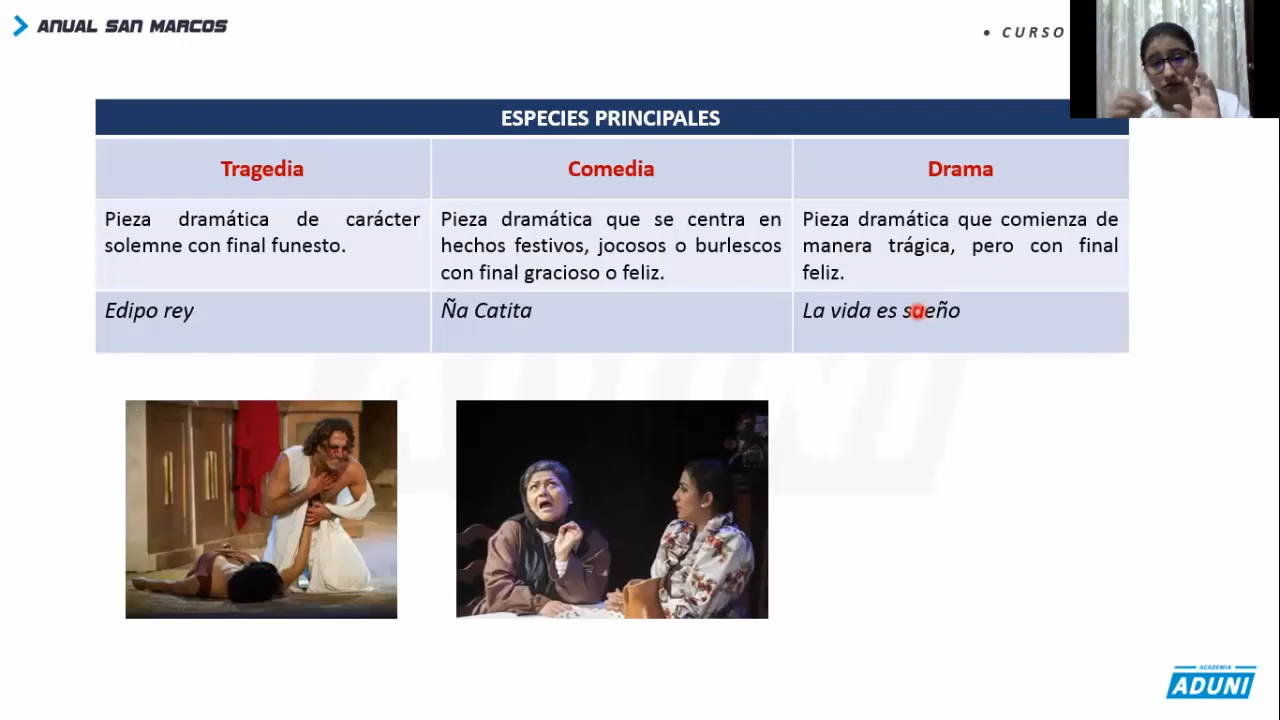 ANUAL SAN MARCOS
• CURSO
ESPECIES PRINCIPALES
Tragedia
Comedia
Drama
Pieza dramática de carácter
solemne con final funesto.
Pieza dramática que se centra en
hechos festivos, jocosos o burlescos
con final gracioso o feliz.
Pieza dramática que comienza de
manera trágica, pero con final
feliz.
Edipo rey
Ña Catita
La vida es sueño
ADUNI
ACADEMIA
ADUNI